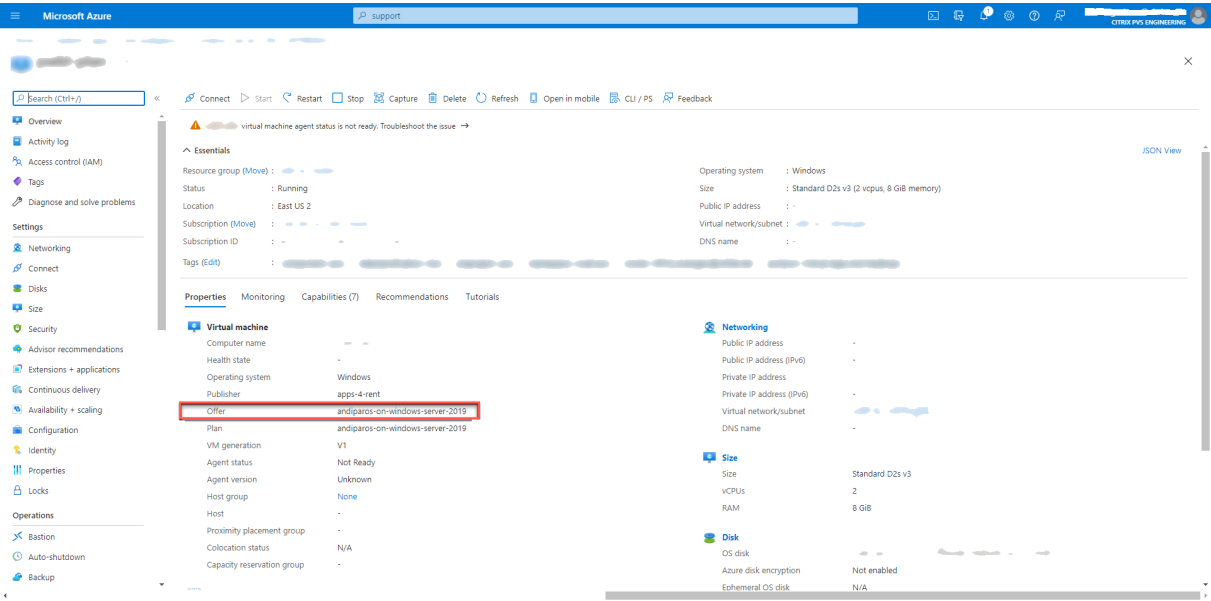 Microsoft Azure
support
1
CITRIX PVS ENGINEERING
Search (Ctrl+/)
«
Connect
Start
Restart
Stop
Capture
Delete
Refresh
Open in mobile
CLI / PS
Feedback
virtual machine agent status is not ready. Troubleshoot the issue →
Overview
Activity log
Access control (IAM)
Tags
Diagnose and solve problems
Settings
Networking
Connect
Disks
Size
Security
Advisor recommendations
Extensions + applications
Continuous delivery
Availability + scaling
Configuration
Identity
Properties
Locks
Operations
Bastion
Auto-shutdown
Backup
Essentials
JSON View
Resource group (Move) :
Status : Running
Location : East US 2
Subscription (Move) :
Subscription ID :
Tags (Edit) :
Operating system : Windows
Size : Standard D2s v3 (2 vcpus, 8 GiB memory)
Public IP address : -
Virtual network/subnet :
DNS name : -
Properties
Monitoring
Capabilities (7)
Recommendations
Tutorials
Virtual machine
Computer name
Health state -
Operating system Windows
Publisher apps-4-rent
Offer andiparos-on-windows-server-2019
Plan andiparos-on-windows-server-2019
VM generation V1
Agent status Not Ready
Agent version Unknown
Host group None
Host -
Proximity placement group -
Colocation status N/A
Capacity reservation group -
Networking
Public IP address -
Public IP address (IPv6) -
Private IP address
Private IP address (IPv6) -
Virtual network/subnet
DNS name -
Size
Size Standard D2s v3
vCPUs 2
RAM 8 GiB
Disk
OS disk
Azure disk encryption Not enabled
Ephemeral OS disk N/A